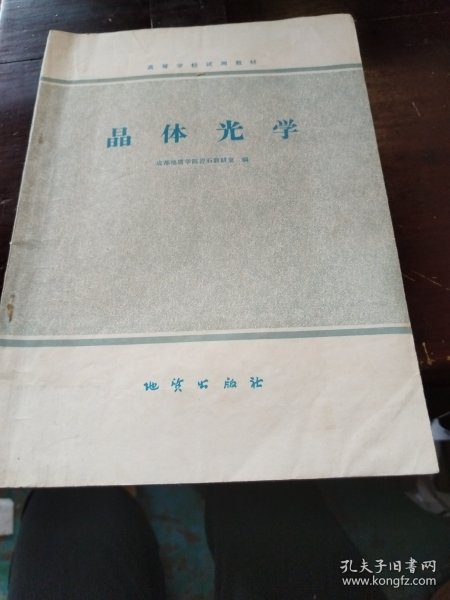 高等学校试用教材
晶体光学
成都地质学院岩石教研室 编
地质出版社
孔夫子旧书网
www.kongfz.com